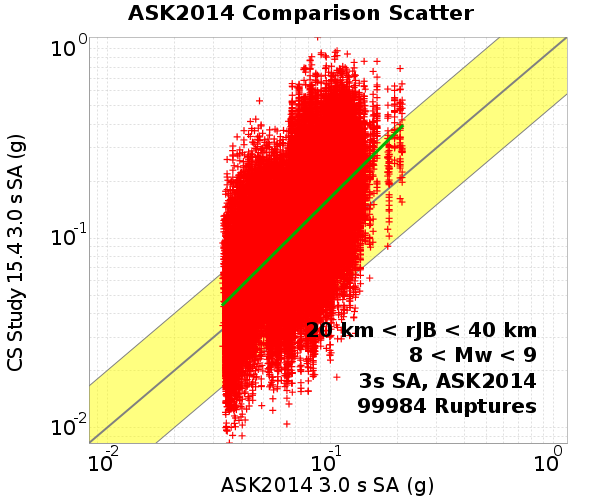 ASK2014 Comparison Scatter
CS Study 15.4 3.0 s SA (g)
10^0
10^-1
10^-2
20 km < rJB < 40 km
8 < Mw < 9
3s SA, ASK2014
99984 Ruptures
10^-2 10^-1 10^0
ASK2014 3.0 s SA (g)